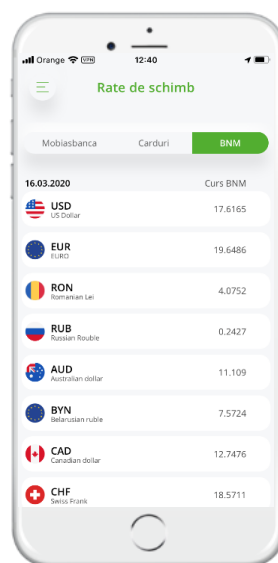 Orange VPN 12:40
Rate de schimb
Mobiasbanca Carduri BNM
16.03.2020 Curs BNM
USD
US Dollar 17.6165
EUR
EURO 19.6486
RON
Romanian Lei 4.0752
RUB
Russian Rouble 0.2427
AUD
Australian dollar 11.109
BYN
Belarusian ruble 7.5724
CAD
Canadian dollar 12.7476
CHF
Swiss Frank 18.5711